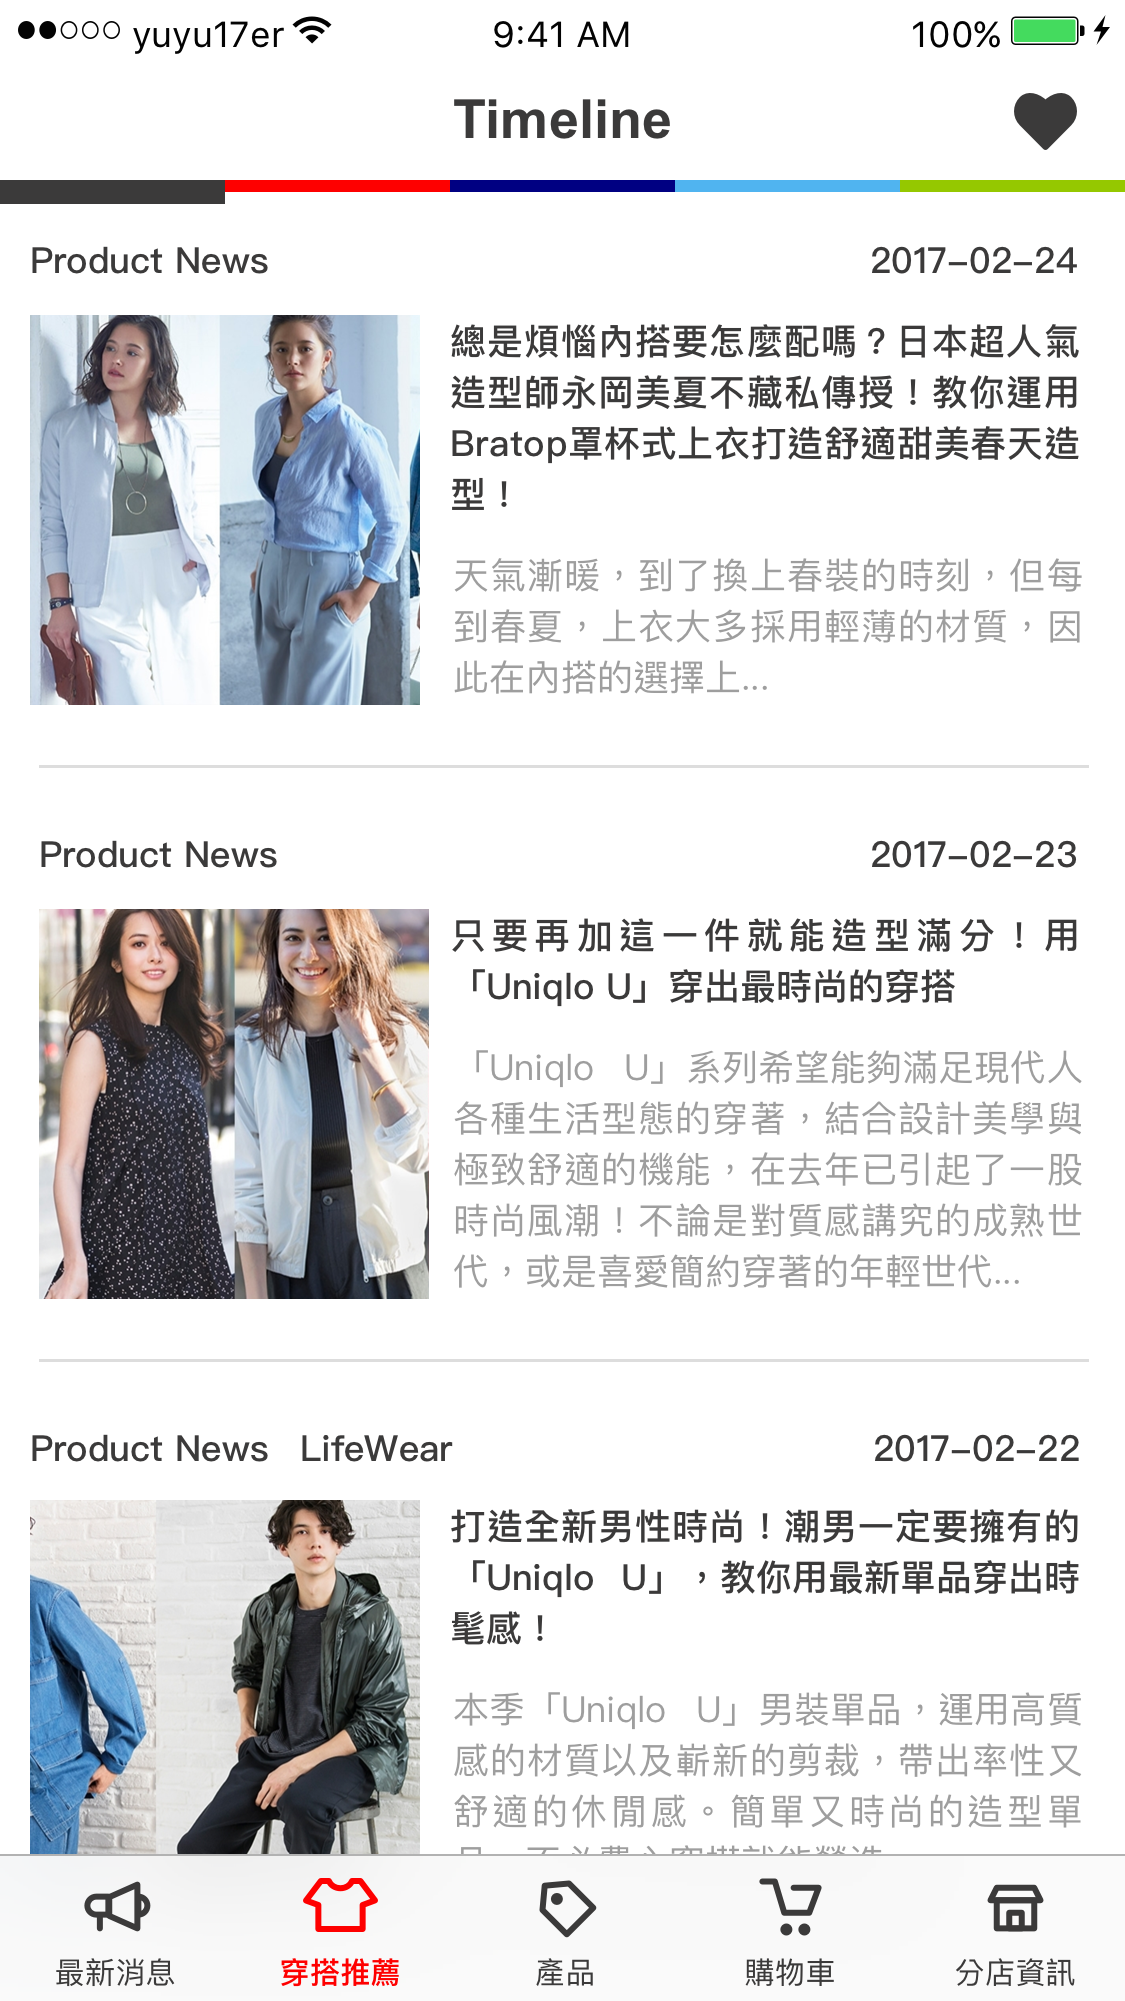 yuyu17er 9:41 AM 100%
Timeline
Product News 2017-02-24
總是煩惱內搭要怎麼配嗎？日本超人氣
造型師永岡美夏不藏私傳授！教你運用
Bratop罩杯式上衣打造舒適甜美春天造
型！
天氣漸暖，到了換上春裝的時刻，但每
到春夏，上衣大多採用輕薄的材質，因
此在內搭的選擇上...
Product News 2017-02-23
只要再加這一件就能造型滿分！用
「Uniqlo U」穿出最時尚的穿搭
「Uniqlo U」系列希望能夠滿足現代人
各種生活型態的穿著，結合設計美學與
極致舒適的機能，在去年已引起了一股
時尚風潮！不論是對質感講究的成熟世
代，或是喜愛簡約穿著的年輕世代...
Product News LifeWear 2017-02-22
打造全新男性時尚！潮男一定要擁有的
「Uniqlo U」，教你用最新單品穿出時
髦感！
本季「Uniqlo U」男裝單品，運用高質
感的材質以及嶄新的剪裁，帶出率性又
舒適的休閒感。簡單又時尚的造型單
最新消息 穿搭推薦 產品 購物車 分店資訊